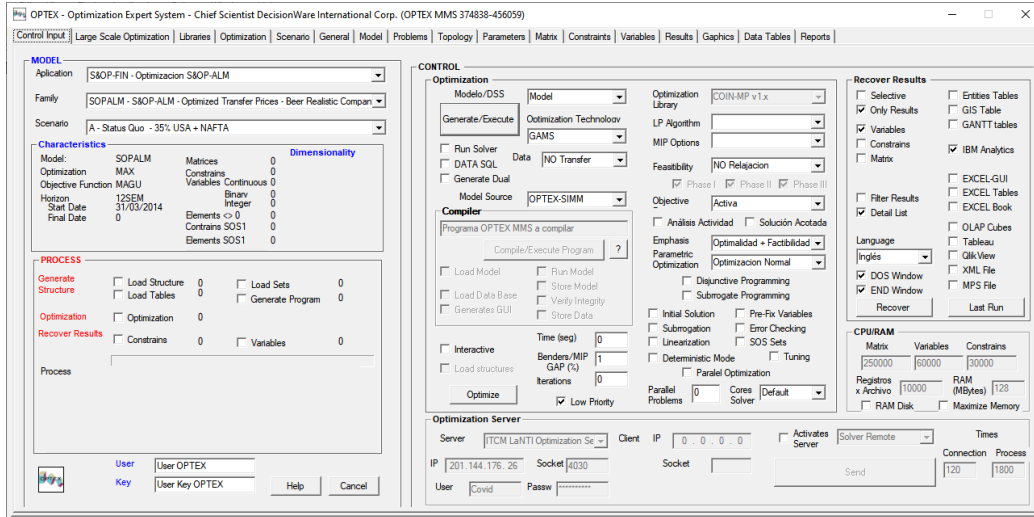 OPTEX - Optimization Expert System - Chief Scientist DecisionWare International Corp. (OPTEX MMS 374838-456059)
Control Input Large Scale Optimization Libraries Optimization Scenario General Model Problems Topology Parameters Matrix Constraints Variables Results Gaphics Data Tables Reports
MODEL
Aplication S&OP-FIN - Optimizacion S&OP-ALM
Family SOPALM - S&OP-ALM - Optimized Transfer Prices - Beer Realistic Compan
Scenario A - Status Quo - 35% USA + NAFTA
Characteristics
Dimensionality
Model: SOPALM
Optimization MAX
Objective Function MAGU
Horizon 12SEM
Start Date 31/03/2014
Final Date 0
Matrices 0
Constrains 0
Variables Continuous 0
Binary 0
Integer 0
Elements <> 0 0
Contrains SOS1 0
Elements SOS1 0
PROCESS
Generate Structure
Load Structure 0 Load Sets 0
Load Tables 0 Generate Program 0
Optimization Optimization 0
Recover Results Constrains 0 Variables 0
Process
User User OPTEX
Key User Key OPTEX
Help Cancel
CONTROL
Optimization
Modelo/DSS Model
Generate/Execute
Optimization Technology
GAMS
Run Solver
DATA SQL Data NO Transfer
Generate Dual
Model Source OPTEX-SIMM
Compiler
Programa OPTEX MMS a compilar
Compile/Execute Program ?
Load Model Run Model
Store Model
Load Data Base Verify Integrity
Generates GUI Store Data
Interactive Time (seg) 0
Load structures Benders/MIP GAP (%) 1
Iterations 0
Optimize Low Priority
Optimization Library COIN-MP v1.x
LP Algorithm
MIP Options
Feasitibility NO Relajacion
Phase I Phase II Phase III
Objective Activa
Análisis Actividad Solución Acotada
Emphasis Optimalidad + Factibilidad
Parametric Optimization Optimizacion Normal
Disjunctive Programming
Subrogate Programming
Initial Solution Pre-Fix Variables
Subrogation Error Checking
Linearization SOS Sets
Deterministic Mode Tuning
Paralel Optimization
Parallel Problems 0 Cores Solver Default
Recover Results
Selective Entities Tables
Only Results GIS Table
Variables GANTT tables
Constrains
Matrix IBM Analytics
EXCEL-GUI
Filter Results EXCEL Tables
Detail List EXCEL Book
OLAP Cubes
Language Tableau
Inglés QlikView
DOS Window XML File
END Window MPS File
Recover Last Run
CPU/RAM
Matrix Variables Constrains
250000 60000 30000
Registros x Archivo 10000 RAM (MBytes) 128
RAM Disk Maximize Memory
Optimization Server
Server ITCM LaNTI Optimization Se Client IP 0 . 0 . 0 . 0 Activates Server Solver Remote Times
Connection Process
IP 201.144.176. 26 Socket 4030 Socket Send 120 1800
User Covid Passw **********